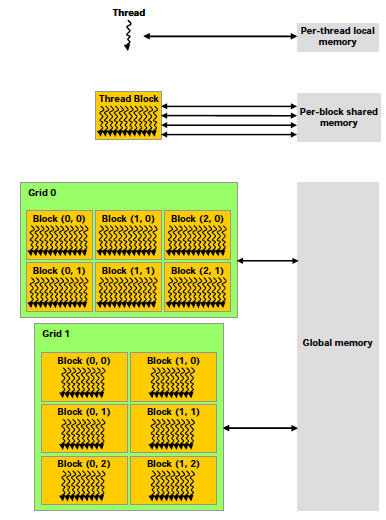 Thread
Per-thread local
memory
Thread Block
Per-block shared
memory
Grid 0
Block (0, 0) Block (1, 0) Block (2, 0)
Block (0, 1) Block (1, 1) Block (2, 1)
Grid 1
Global memory
Block (0, 0) Block (1, 0)
Block (0, 1) Block (1, 1)
Block (0, 2) Block (1, 2)